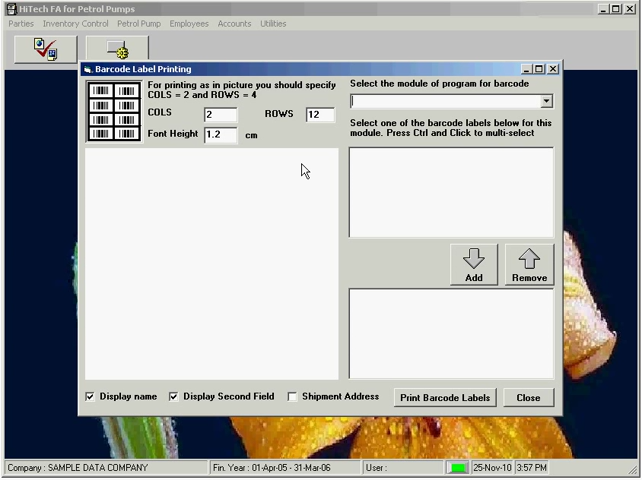 HiTech FA for Petrol Pumps
Parties Inventory Control Petrol Pump Employees Accounts Utilities
Barcode Label Printing
For printing as in picture you should specify
COLS = 2 and ROWS = 4
COLS 2 ROWS 12
Font Height 1.2 cm
Select the module of program for barcode
Select one of the barcode labels below for this
module. Press Ctrl and Click to multi-select
Add Remove
Display name Display Second Field Shipment Address Print Barcode Labels Close
Company : SAMPLE DATA COMPANY Fin. Year : 01-Apr-05 - 31-Mar-06 User : 25-Nov-10 3:57 PM